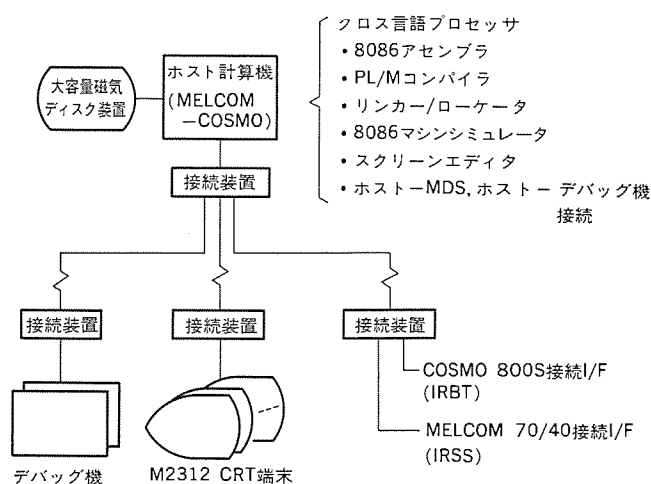 大容量磁気
ディスク装置
ホスト計算機
(MELCOM
－COSMO)
クロス言語プロセッサ
・8086アセンブラ
・PL/Mコンパイラ
・リンカー/ローケータ
・8086マシンシミュレータ
・スクリーンエディタ
・ホストーMDS, ホストー デバッグ機
接続
接続装置
接続装置
接続装置
接続装置
COSMO 800S接続I/F
(IRBT)
MELCOM 70/40接続I/F
(IRSS)
デバッグ機
M2312 CRT端末